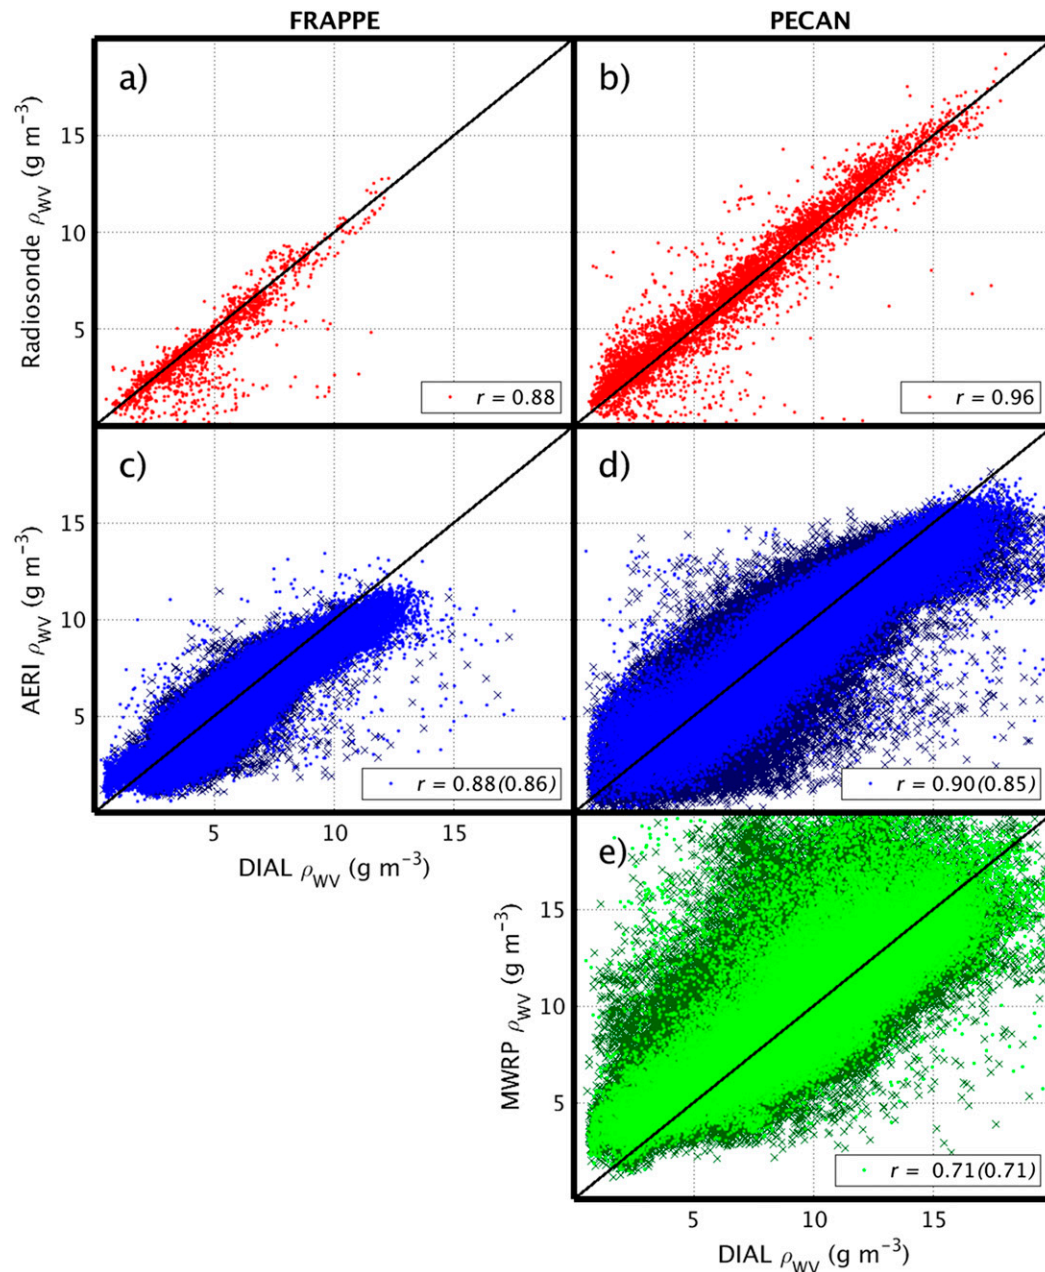 FRAPPE PECAN
a) b)
Radiosonde ρWV (g m⁻³)
15
10
5
r = 0.88
r = 0.96
c) d)
AERI ρWV (g m⁻³)
15
10
5
r = 0.88(0.86)
r = 0.90(0.85)
5 10 15
DIAL ρWV (g m⁻³)
e)
MWRP ρWV (g m⁻³)
15
10
5
r = 0.71(0.71)
5 10 15
DIAL ρWV (g m⁻³)